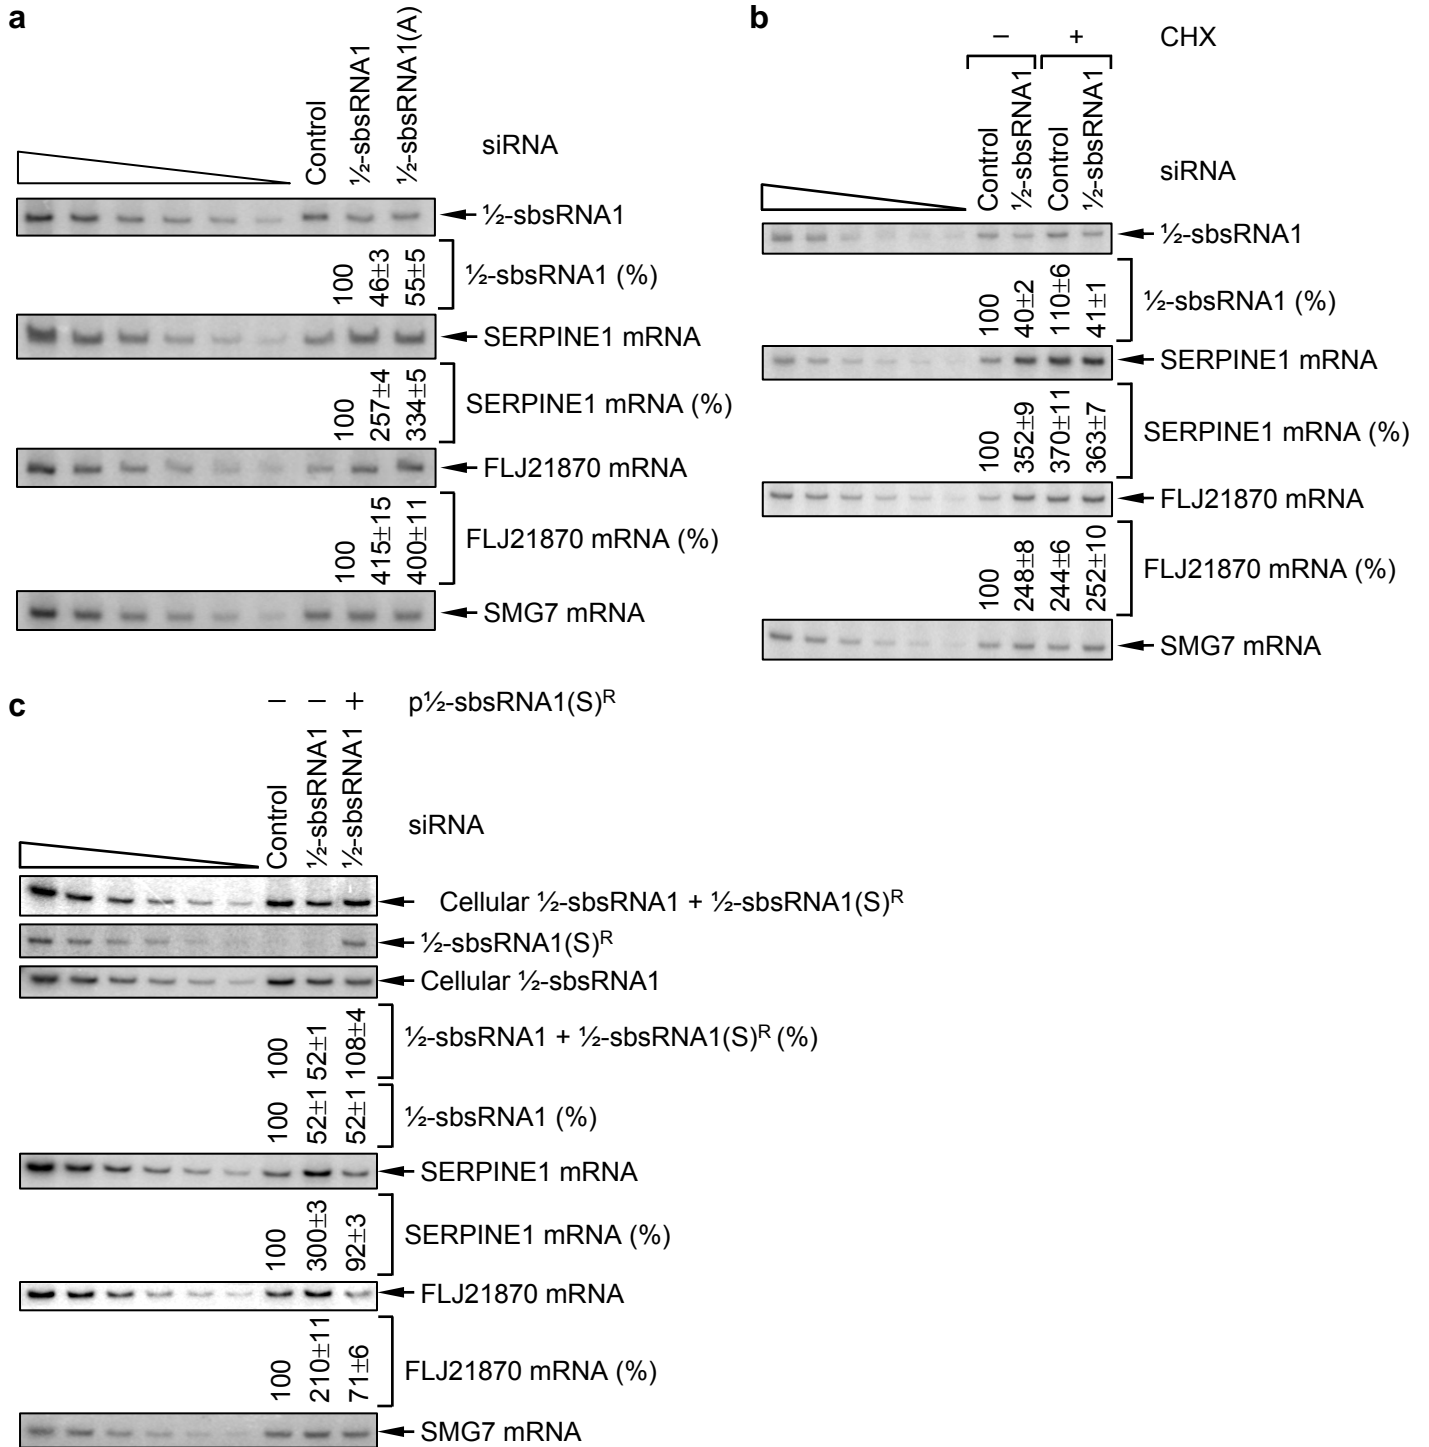 a
Control
½-sbsRNA1
½-sbsRNA1(A)
siRNA
½-sbsRNA1
100
46±3
55±5
½-sbsRNA1 (%)
SERPINE1 mRNA
100
257±4
334±5
SERPINE1 mRNA (%)
FLJ21870 mRNA
100
415±15
400±11
FLJ21870 mRNA (%)
SMG7 mRNA
b
– + CHX
Control
½-sbsRNA1
Control
½-sbsRNA1
siRNA
½-sbsRNA1
100
40±2
110±6
41±1
½-sbsRNA1 (%)
SERPINE1 mRNA
100
352±9
370±11
363±7
SERPINE1 mRNA (%)
FLJ21870 mRNA
100
248±8
244±6
252±10
FLJ21870 mRNA (%)
SMG7 mRNA
c
– – + p½-sbsRNA1(S)ᴿ
Control
½-sbsRNA1
½-sbsRNA1
siRNA
Cellular ½-sbsRNA1 + ½-sbsRNA1(S)ᴿ
½-sbsRNA1(S)ᴿ
Cellular ½-sbsRNA1
100
52±1
108±4
½-sbsRNA1 + ½-sbsRNA1(S)ᴿ (%)
100
52±1
52±1
½-sbsRNA1 (%)
SERPINE1 mRNA
100
300±3
92±3
SERPINE1 mRNA (%)
FLJ21870 mRNA
100
210±11
71±6
FLJ21870 mRNA (%)
SMG7 mRNA